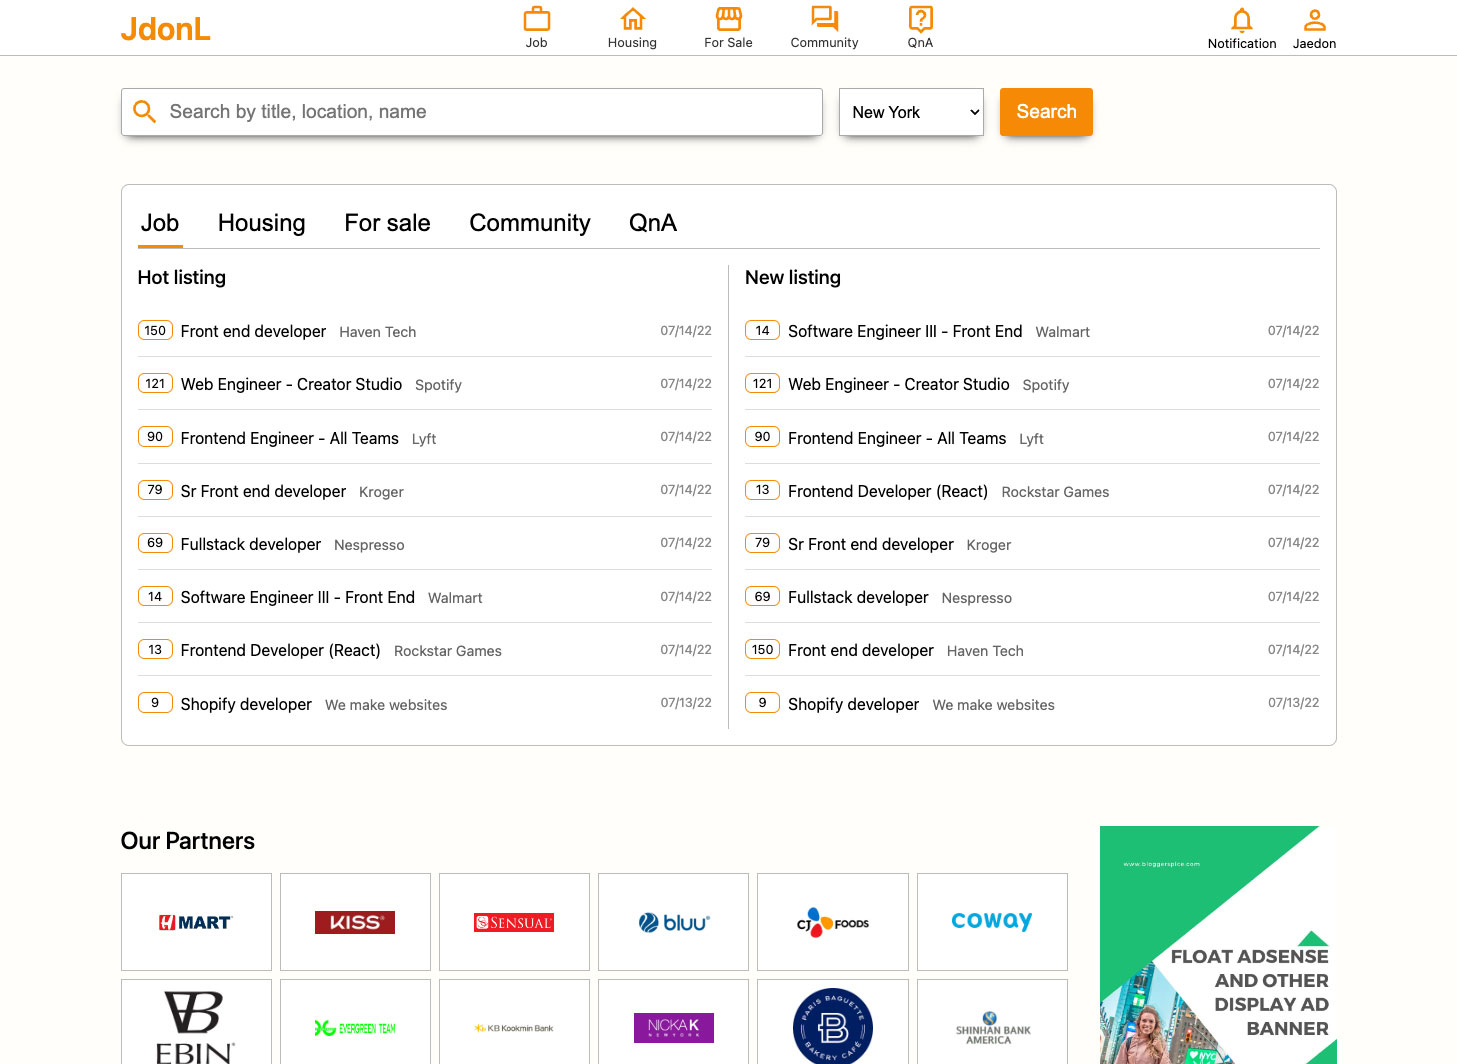 JdonL
Job
Housing
For Sale
Community
QnA
Notification
Jaedon
Search by title, location, name
New York
Search
Job Housing For sale Community QnA
Hot listing
150 Front end developer Haven Tech 07/14/22
121 Web Engineer - Creator Studio Spotify 07/14/22
90 Frontend Engineer - All Teams Lyft 07/14/22
79 Sr Front end developer Kroger 07/14/22
69 Fullstack developer Nespresso 07/14/22
14 Software Engineer III - Front End Walmart 07/14/22
13 Frontend Developer (React) Rockstar Games 07/14/22
9 Shopify developer We make websites 07/13/22
New listing
14 Software Engineer III - Front End Walmart 07/14/22
121 Web Engineer - Creator Studio Spotify 07/14/22
90 Frontend Engineer - All Teams Lyft 07/14/22
13 Frontend Developer (React) Rockstar Games 07/14/22
79 Sr Front end developer Kroger 07/14/22
69 Fullstack developer Nespresso 07/14/22
150 Front end developer Haven Tech 07/14/22
9 Shopify developer We make websites 07/13/22
Our Partners
H MART
KISS
S SENSUAL
bluu
CJ FOODS
coway
EBIN
EVERGREEN TEAM
KB Kookmin Bank
NICKA K
NEW YORK
PARIS BAGUETTE
B
BAKERY CAFÉ
SHINHAN BANK
AMERICA
www.bloggerspice.com
FLOAT ADSENSE
AND OTHER
DISPLAY AD
BANNER
NYC